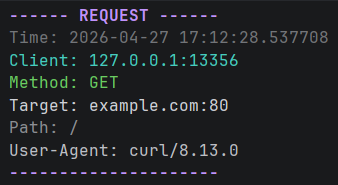 ------ REQUEST ------
Time: 2026-04-27 17:12:28.537708
Client: 127.0.0.1:13356
Method: GET
Target: example.com:80
Path: /
User-Agent: curl/8.13.0
---------------------